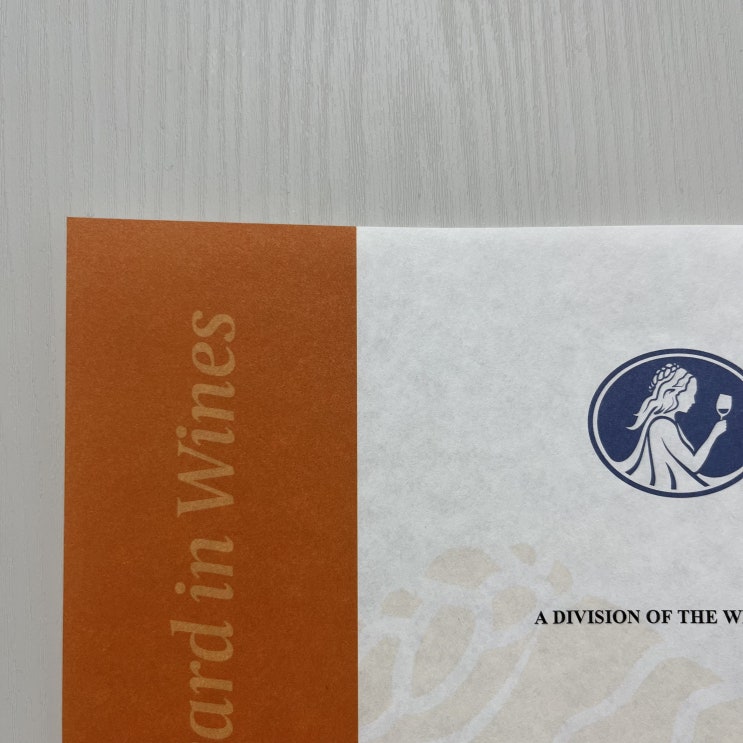 ard in Wines
A DIVISION OF THE W